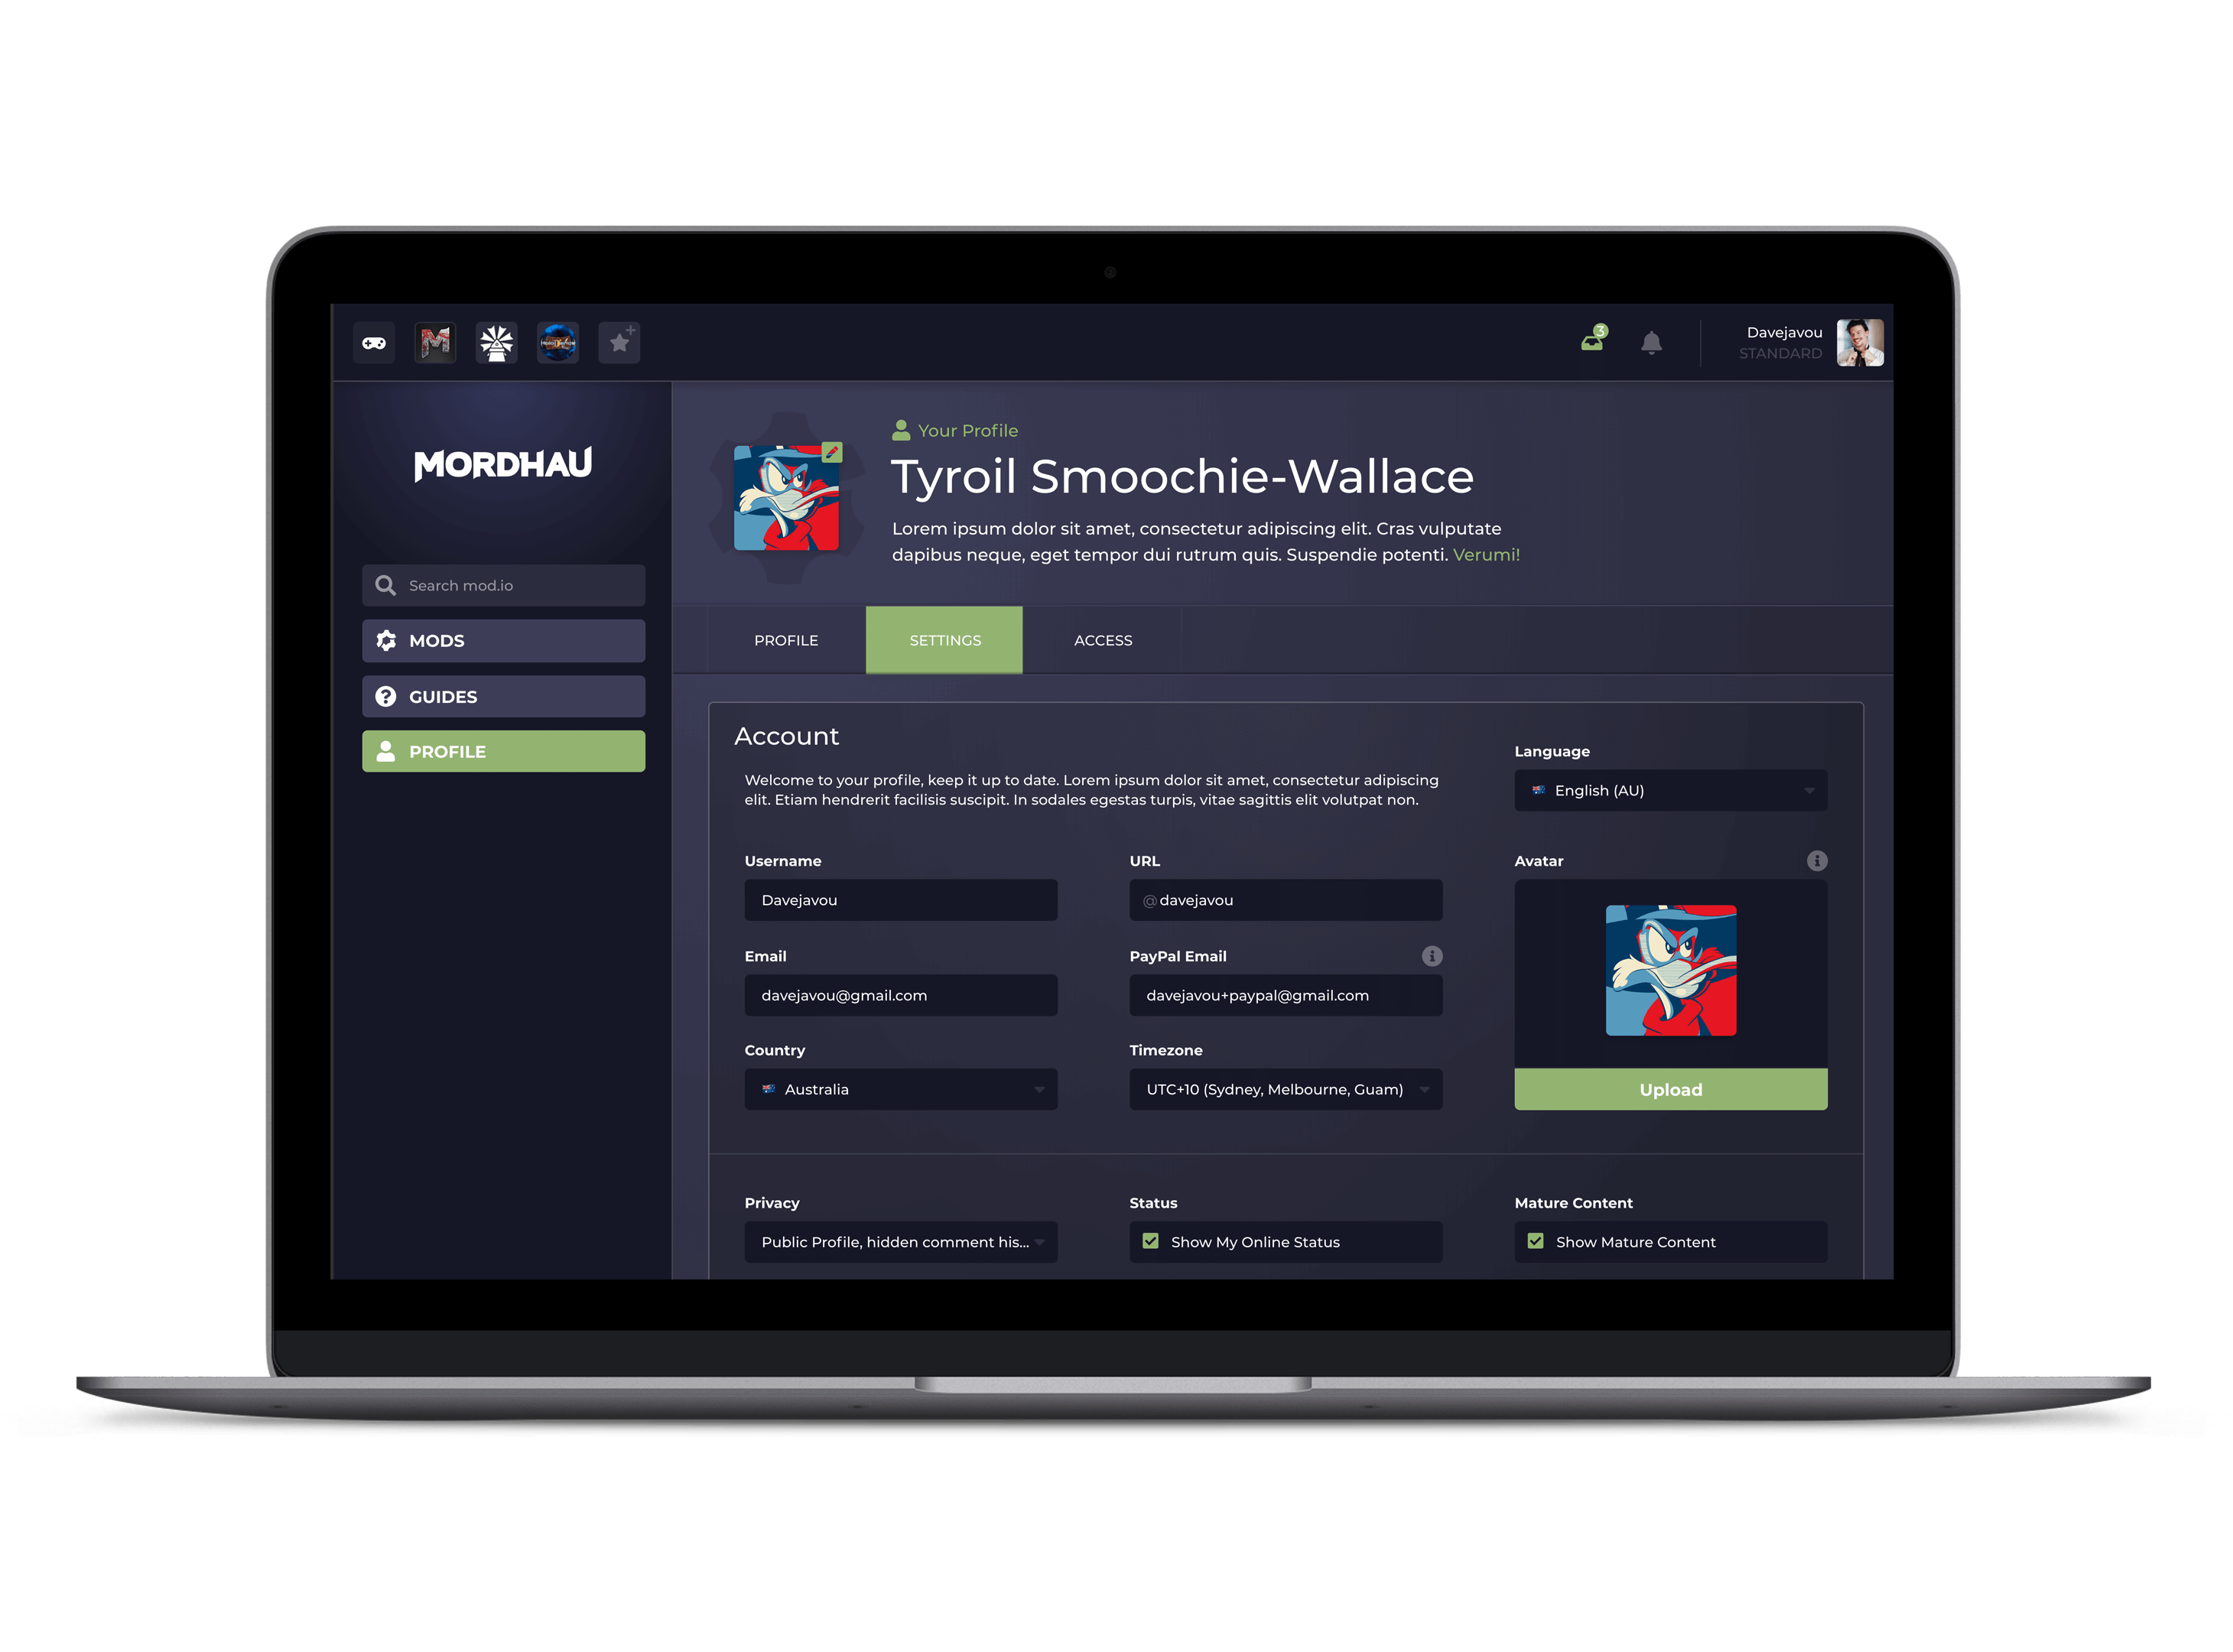 3
Davejavou
STANDARD
MORDHAU
Search mod.io
MODS
GUIDES
PROFILE
Your Profile
Tyroil Smoochie-Wallace
Lorem ipsum dolor sit amet, consectetur adipiscing elit. Cras vulputate
dapibus neque, eget tempor dui rutrum quis. Suspendie potenti. Verumi!
PROFILE
SETTINGS
ACCESS
Account
Welcome to your profile, keep it up to date. Lorem ipsum dolor sit amet, consectetur adipiscing
elit. Etiam hendrerit facilisis suscipit. In sodales egestas turpis, vitae sagittis elit volutpat non.
Language
English (AU)
Username
Davejavou
URL
@davejavou
Avatar
Email
davejavou@gmail.com
PayPal Email
davejavou+paypal@gmail.com
Country
Australia
Timezone
UTC+10 (Sydney, Melbourne, Guam)
Upload
Privacy
Public Profile, hidden comment his...
Status
Show My Online Status
Mature Content
Show Mature Content